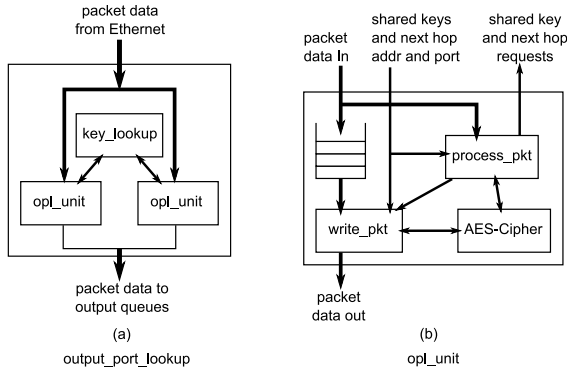 packet data
from Ethernet
key_lookup
opl_unit
opl_unit
packet data to
output queues
(a)
output_port_lookup
packet
data In
shared keys
and next hop
addr and port
shared key
and next hop
requests
process_pkt
write_pkt
AES-Cipher
packet
data out
(b)
opl_unit